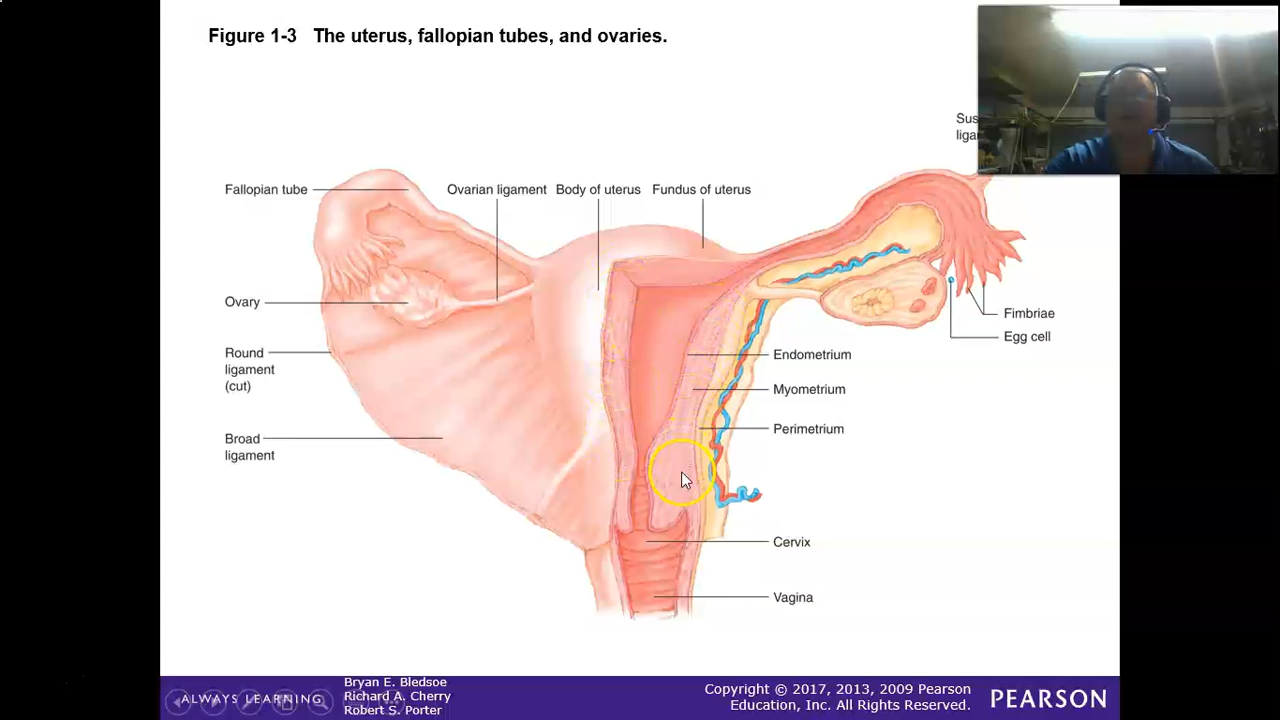 Figure 1-3 The uterus, fallopian tubes, and ovaries.
Sus
liga
Fallopian tube
Ovarian ligament
Body of uterus
Fundus of uterus
Ovary
Fimbriae
Egg cell
Round
ligament
(cut)
Endometrium
Myometrium
Perimetrium
Broad
ligament
Cervix
Vagina
ALWAYS LEARNING
Bryan E. Bledsoe
Richard A. Cherry
Robert S. Porter
Copyright © 2017, 2013, 2009 Pearson
Education, Inc. All Rights Reserved.
PEARSON